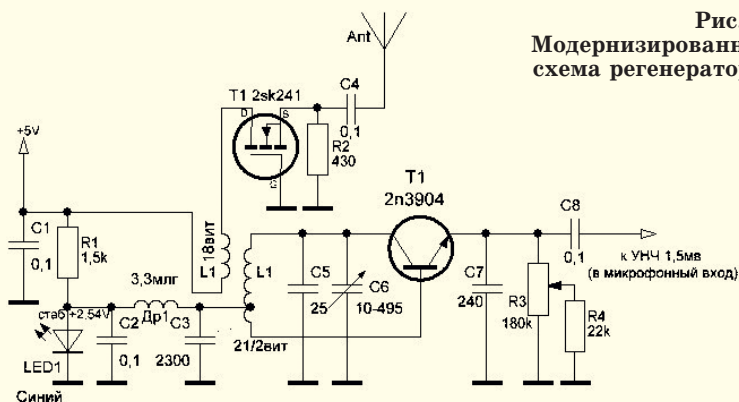 Рис.
Модернизированн
схема регенератор
Ant
T1 2sk241
C4
0,1
D
S
G
R2
430
+5V
C1
0,1
R1
1,5k
18вит
L1
L1
3,3млг
Др1
стаб +2,54V
LED1
Синий
C2
0,1
C3
2300
21/2вит
C5
25
C6
10-495
T1
2n3904
C7
240
C8
0,1
R3
180k
R4
22k
к УНЧ 1,5мв
(в микрофонный вход)